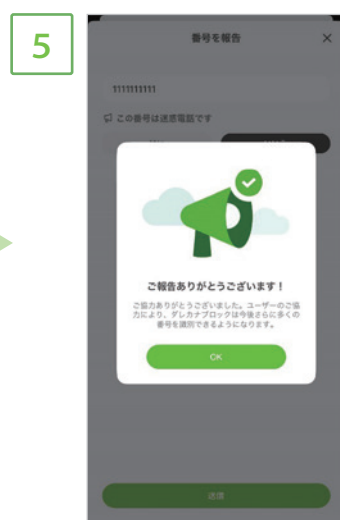 5
番号を報告
×
1111111111
この番号は迷惑電話です
ご報告ありがとうございます！
ご協力ありがとうございました。ユーザーのご協
力により、ダレカナブロックは今後さらに多くの
番号を識別できるようになります。
OK
送信